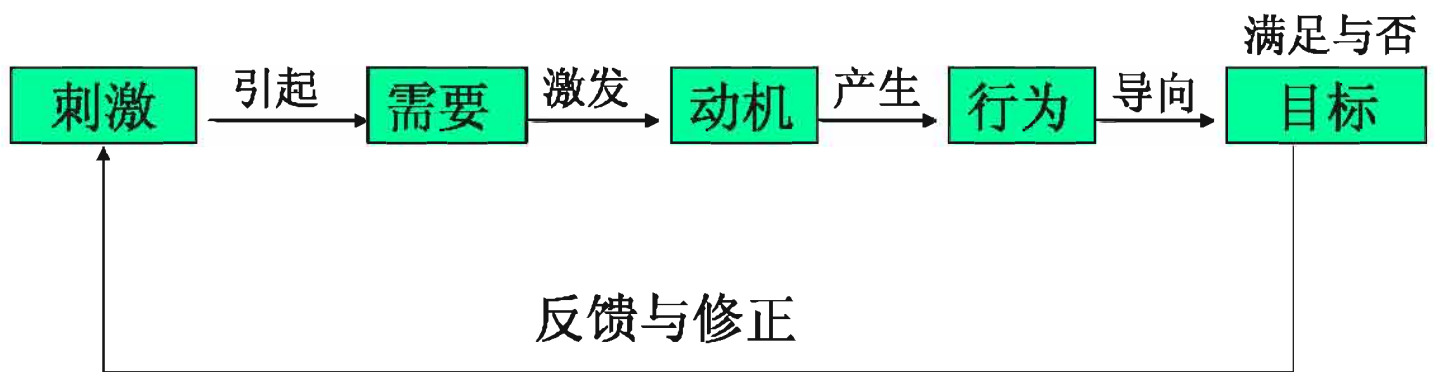 满足与否
刺激 引起 需要 激发 动机 产生 行为 导向 目标
反馈与修正